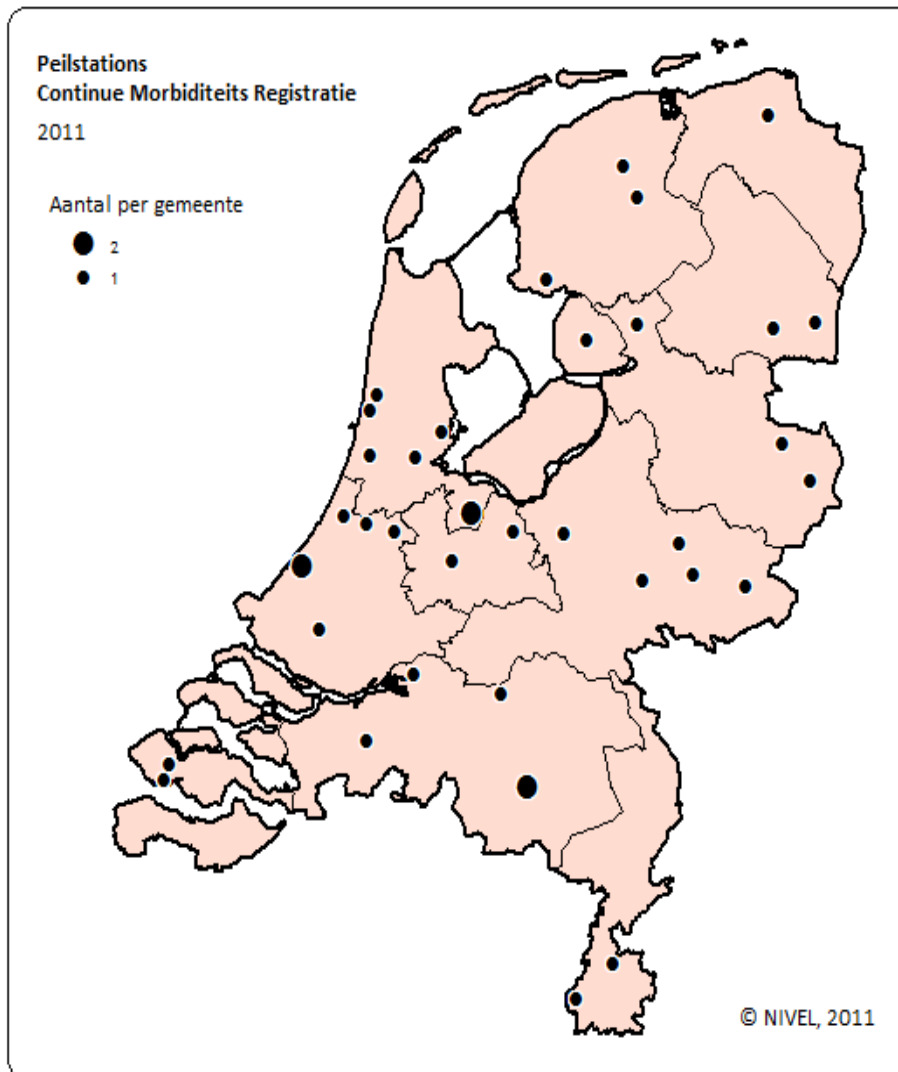 Peilstations
Continue Morbiditeits Registratie
2011
Aantal per gemeente
2
1
© NIVEL, 2011